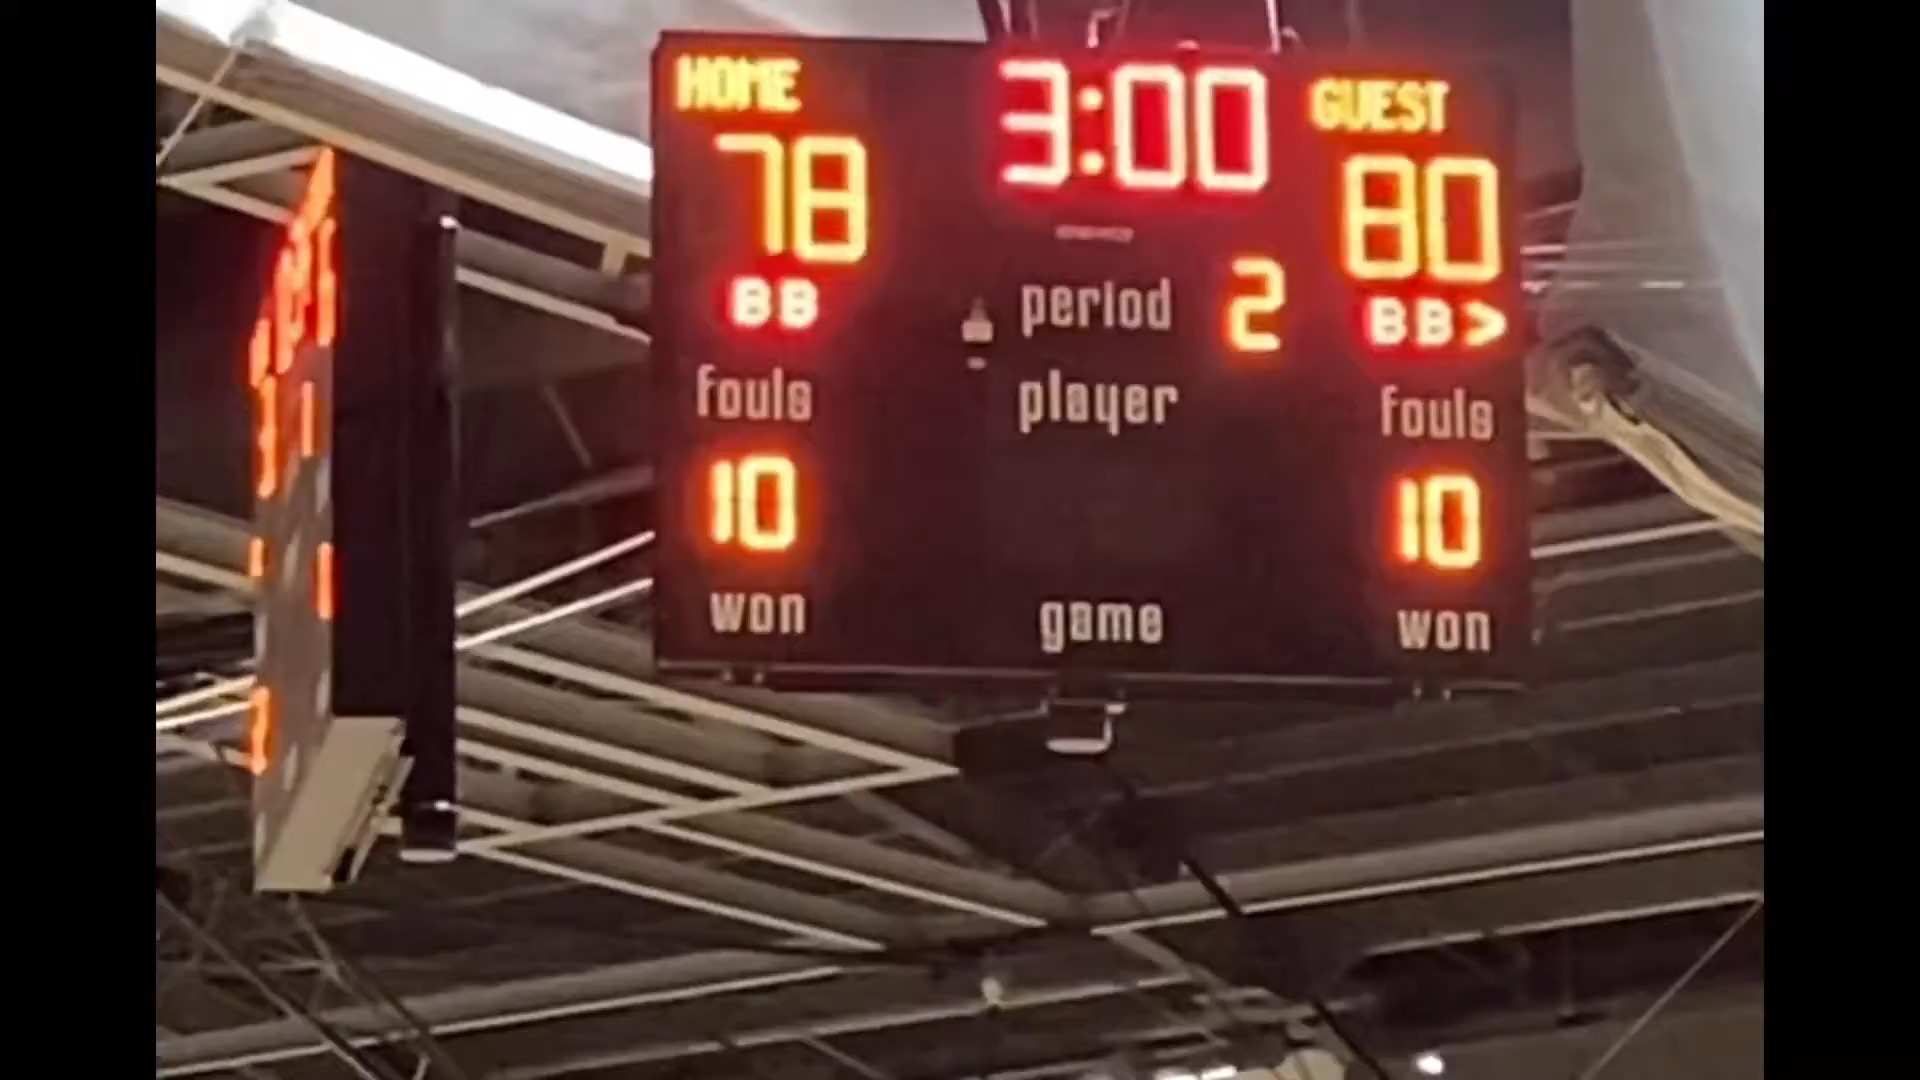 HOME 3:00 GUEST
78 80
BB period 2 BB>
fouls player fouls
10 10
won game won